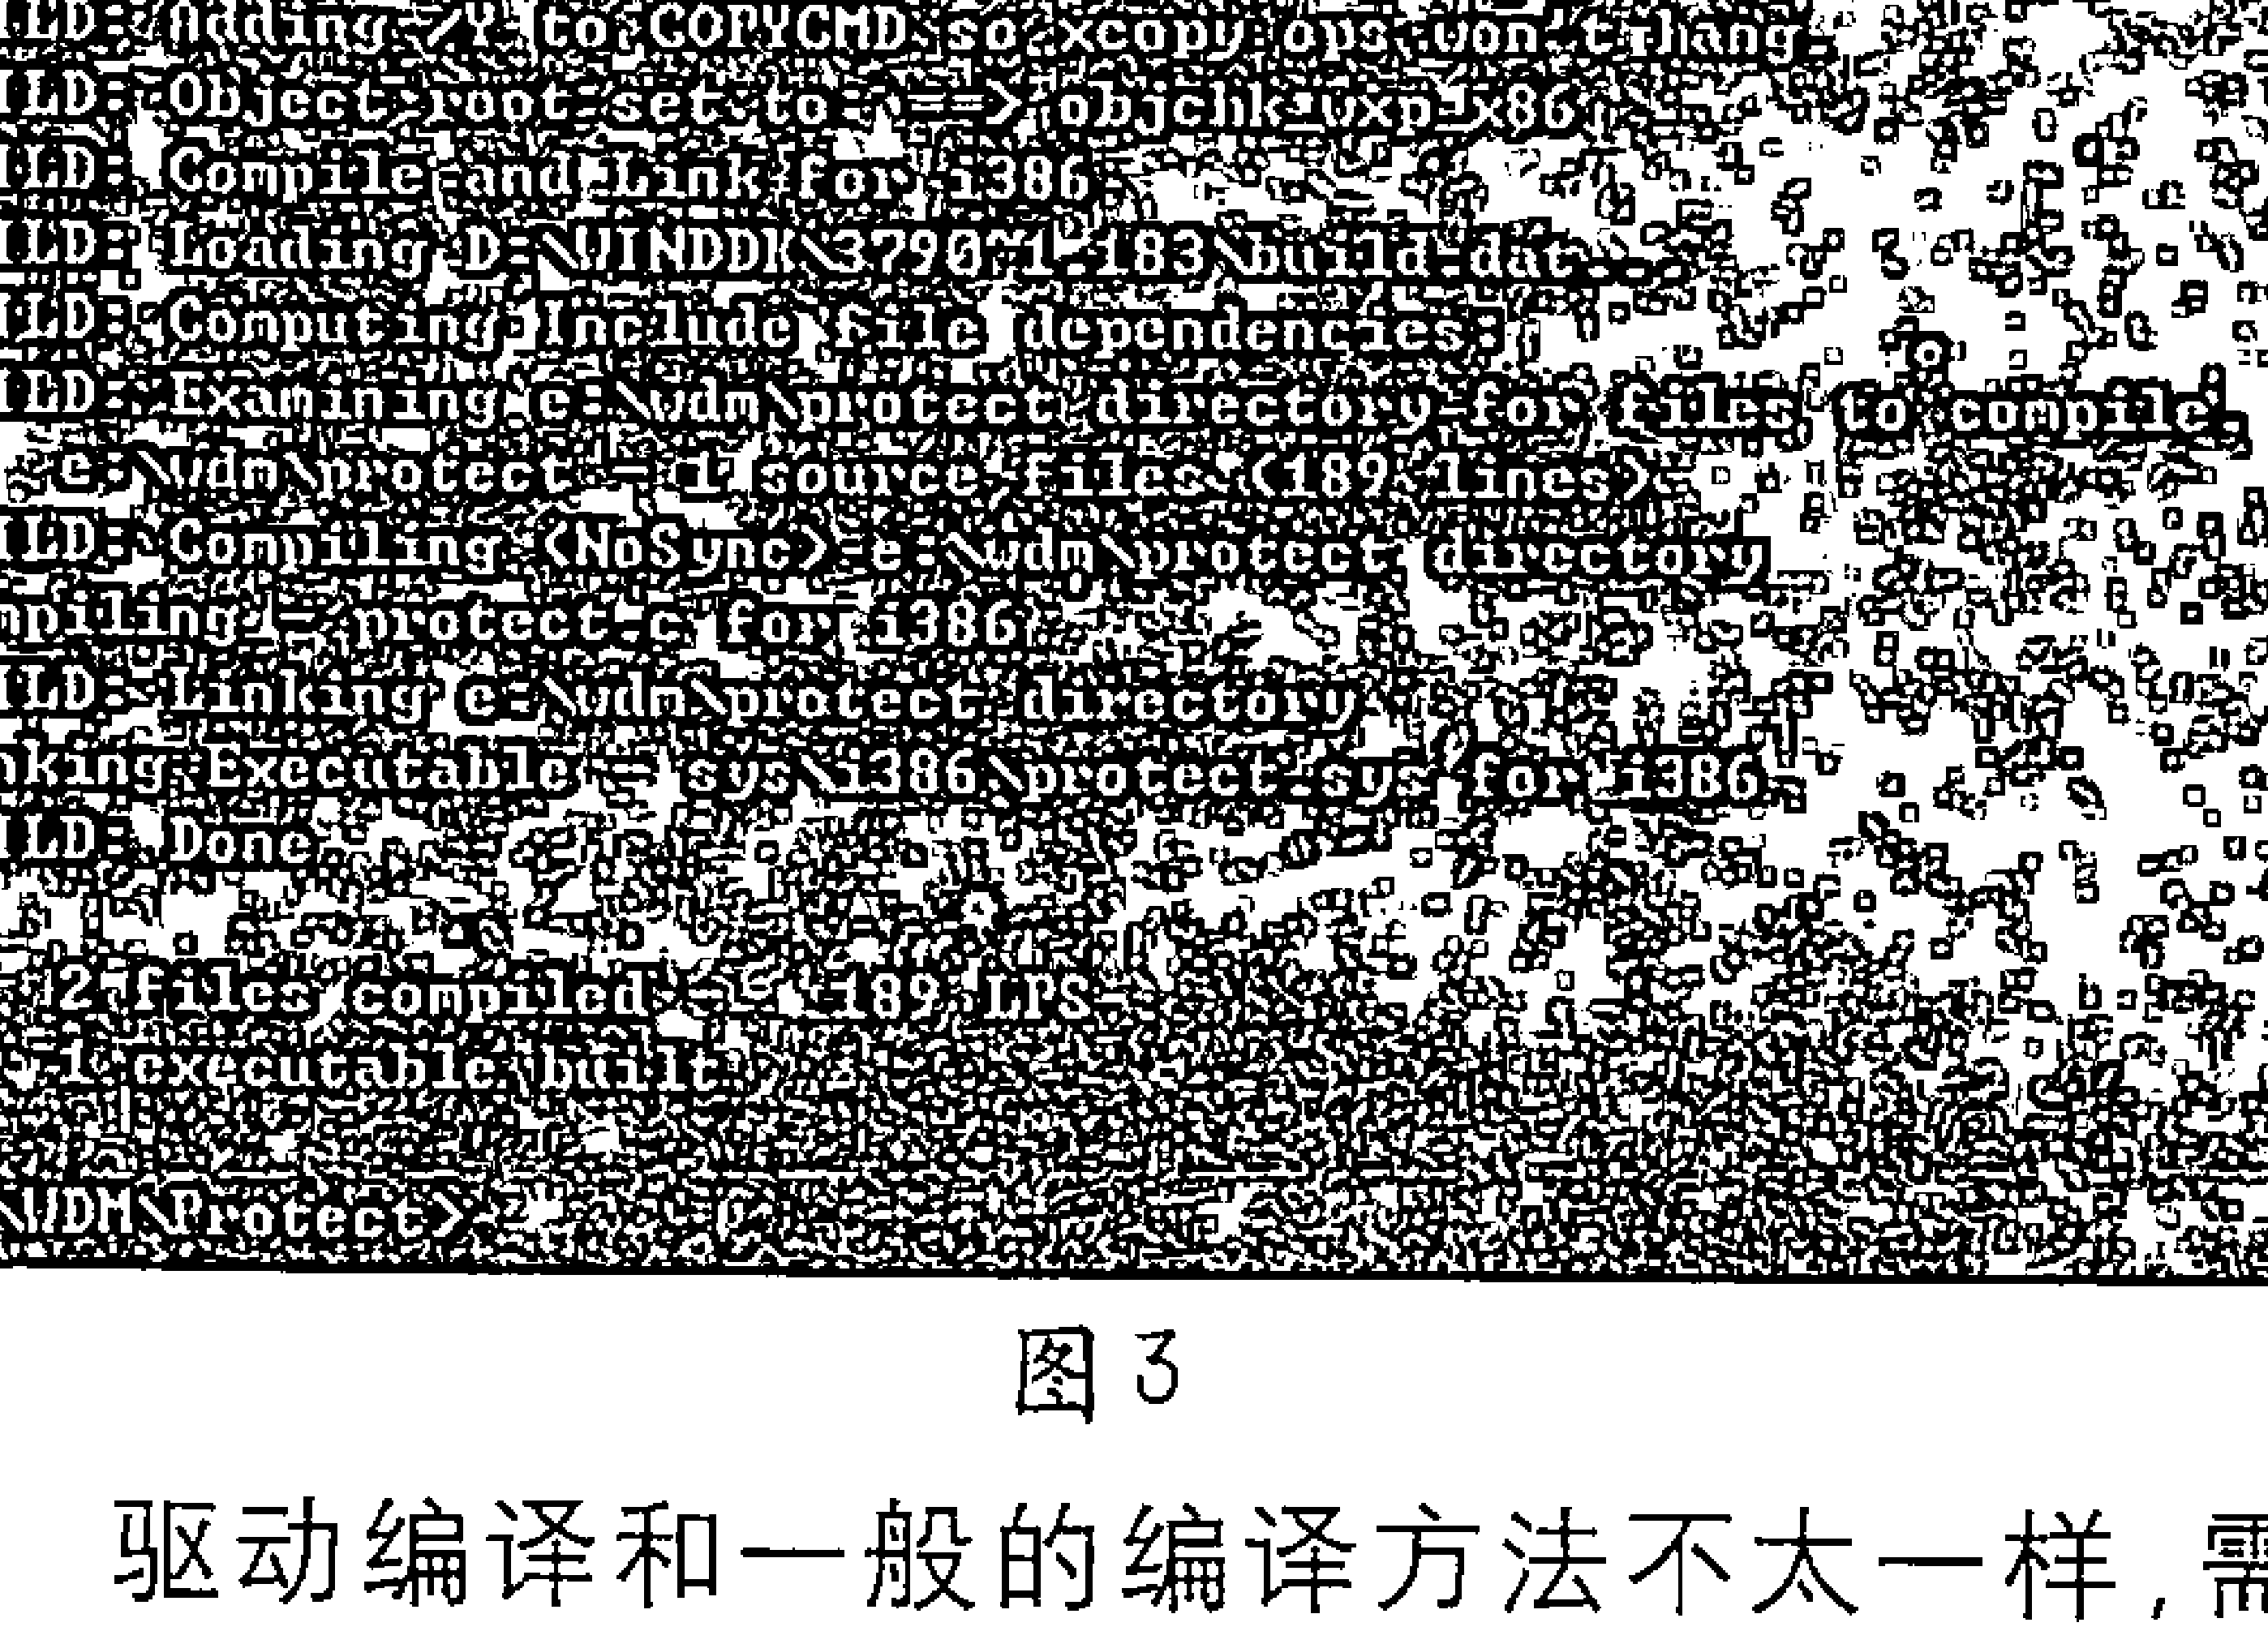 LD: Adding /Y to COPYCMD so xcopy ops won't hang.
LD: Object root set to: ==> objchk_wxp_x86
LD: Compile and Link for i386
LD: Loading D:\WINDDK\3790~1.183\build.dat...
LD: Computing Include file dependencies:
LD: Examining e:\wdm\protect directory for files to compile.
e:\wdm\protect - 1 source files (189 lines)
LD: Compiling (NoSync) e:\wdm\protect directory
mpiling - protect.c for i386
LD: Linking e:\wdm\protect directory
nking Executable - sys\i386\protect.sys for i386
LD: Done
2 files compiled - 189 LPS
1 executable built
\WDM\Protect>
图3
驱动编译和一般的编译方法不太一样，需